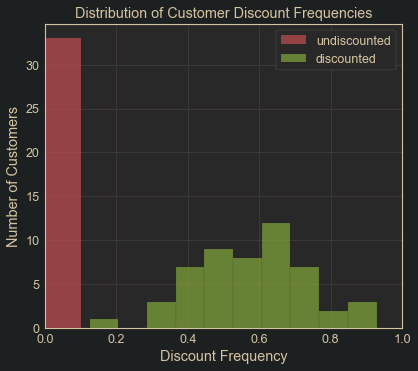 Distribution of Customer Discount Frequencies
undiscounted
discounted
Number of Customers
30
25
20
15
10
5
0
0.0 0.2 0.4 0.6 0.8 1.0
Discount Frequency